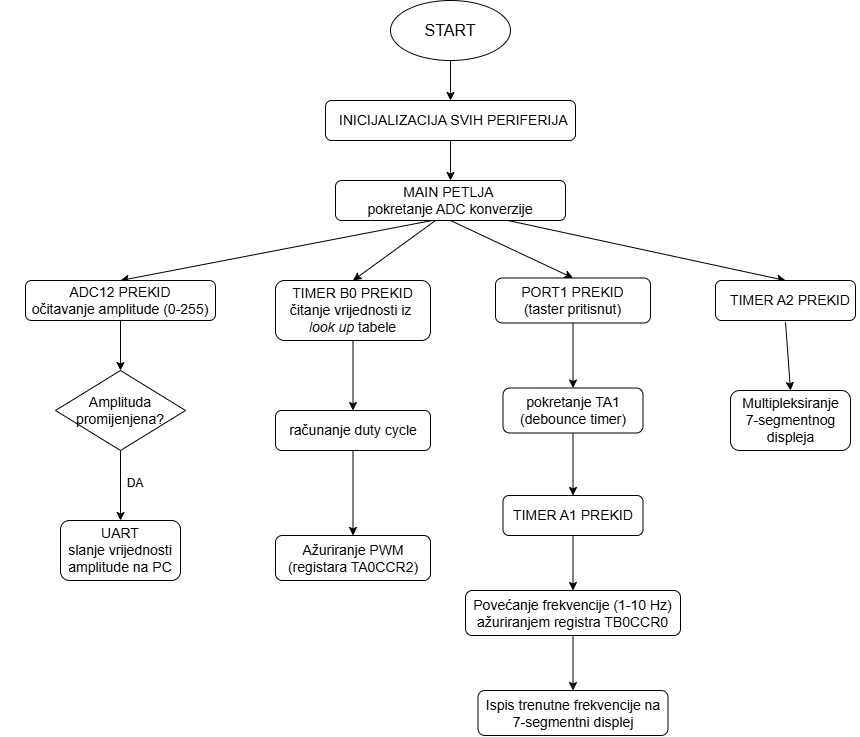 START
INICIJALIZACIJA SVIH PERIFERIJA
MAIN PETLJA
pokretanje ADC konverzije
ADC12 PREKID
očitavanje amplitude (0-255)
Amplituda
promijenjena?
DA
UART
slanje vrijednosti
amplitude na PC
TIMER B0 PREKID
čitanje vrijednosti iz
look up tabele
računanje duty cycle
Ažuriranje PWM
(registara TA0CCR2)
PORT1 PREKID
(taster pritisnut)
pokretanje TA1
(debounce timer)
TIMER A1 PREKID
Povećanje frekvencije (1-10 Hz)
ažuriranjem registra TB0CCR0
Ispis trenutne frekvencije na
7-segmentni displej
TIMER A2 PREKID
Multipleksiranje
7-segmentnog
displeja